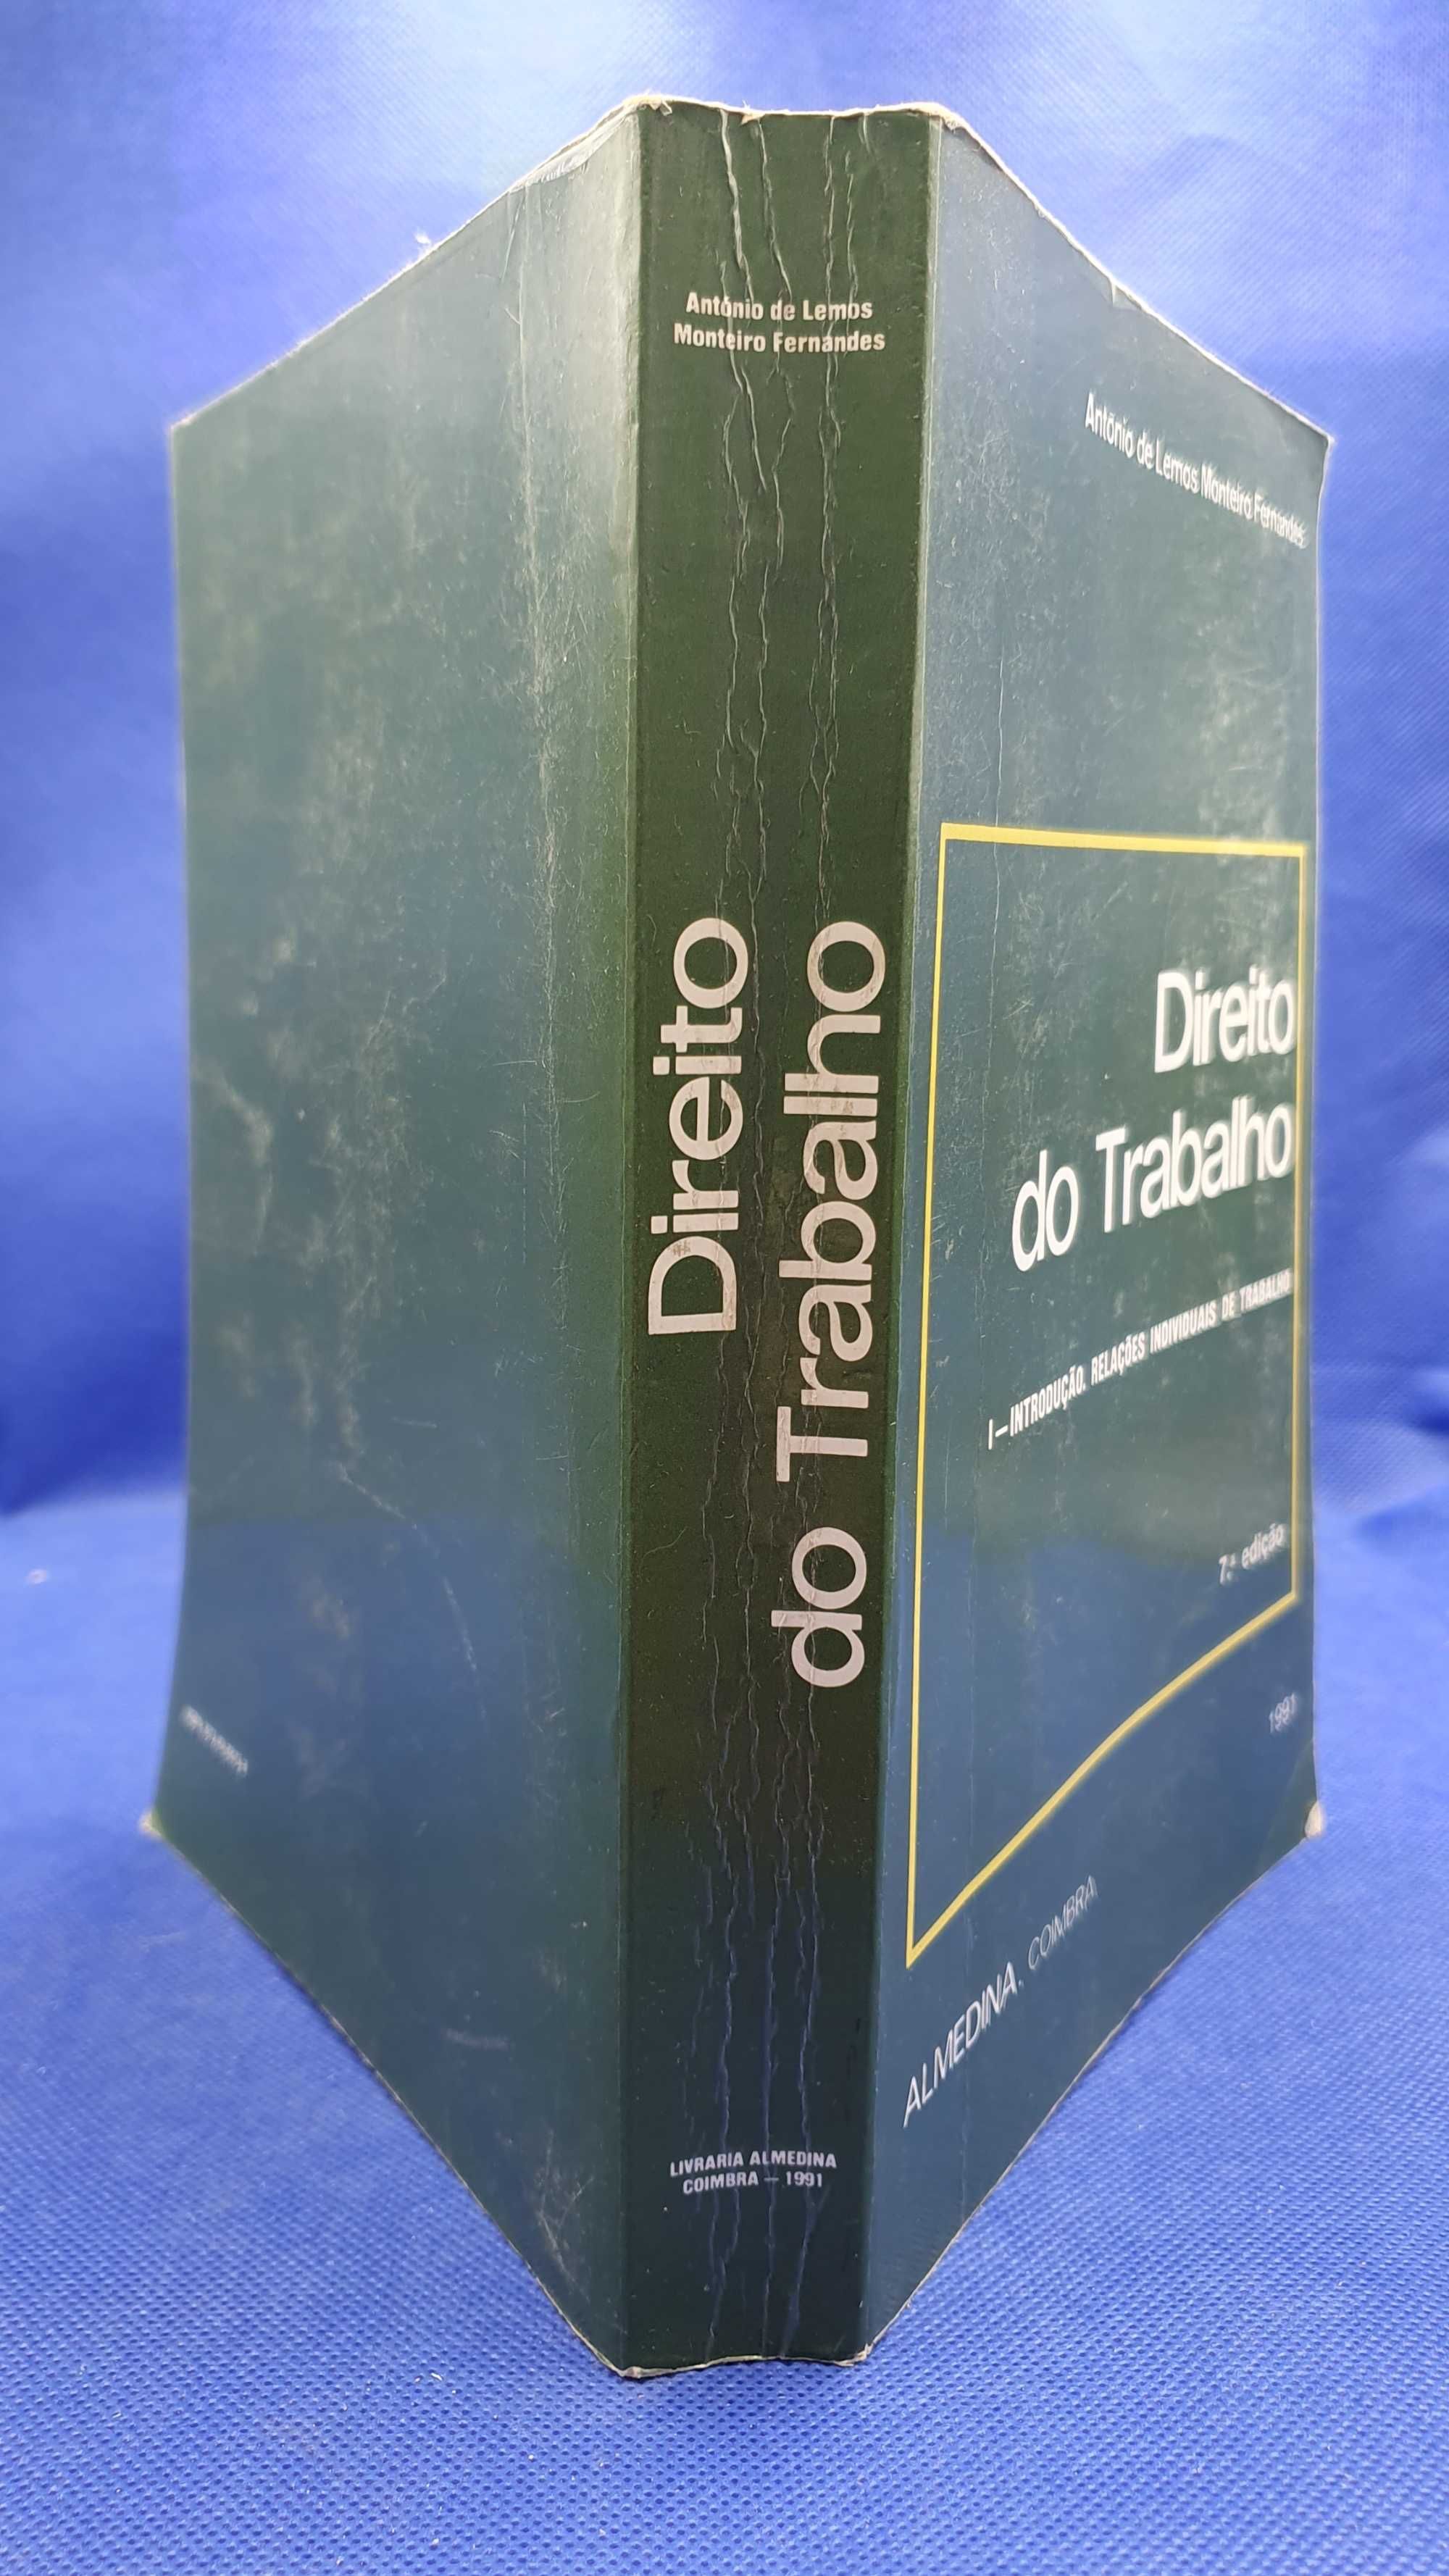 António de Lemos
Monteiro Fernandes
Direito
do Trabalho
LIVRARIA ALMEDINA
COIMBRA — 1991
António de Lemos Monteiro Fernandes
Direito
do Trabalho
I — INTRODUÇÃO. RELAÇÕES INDIVIDUAIS DE TRABALHO
7.ª edição
1991
ALMEDINA. COIMBRA.